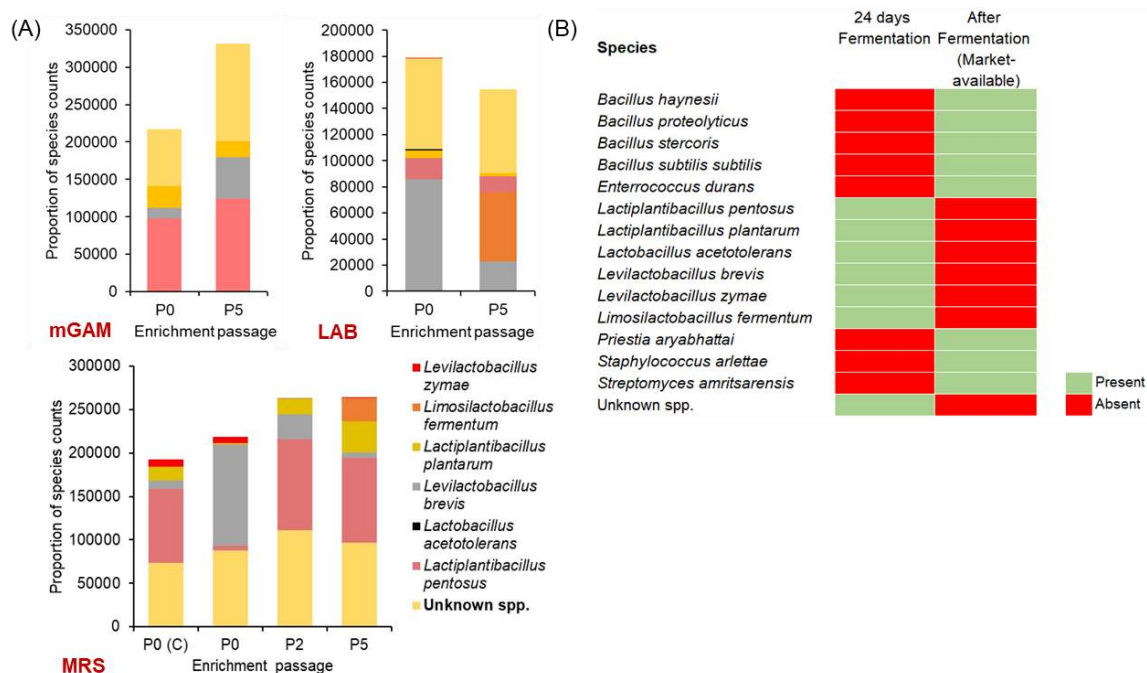 (A)
Proportion of species counts
350000
300000
250000
200000
150000
100000
50000
0
P0 P5
mGAM Enrichment passage
Proportion of species counts
200000
180000
160000
140000
120000
100000
80000
60000
40000
20000
0
P0 P5
LAB Enrichment passage
Proportion of species counts
300000
250000
200000
150000
100000
50000
0
P0 (C) P0 P2 P5
MRS Enrichment passage
Levilactobacillus
zymae
Limosilactobacillus
fermentum
Lactiplantibacillus
plantarum
Levilactobacillus
brevis
Lactobacillus
acetotolerans
Lactiplantibacillus
pentosus
Unknown spp.
(B)
Species
24 days
Fermentation
After
Fermentation
(Market-
available)
Bacillus haynesii
Bacillus proteolyticus
Bacillus stercoris
Bacillus subtilis subtilis
Enterrococcus durans
Lactiplantibacillus pentosus
Lactiplantibacillus plantarum
Lactobacillus acetotolerans
Levilactobacillus brevis
Levilactobacillus zymae
Limosilactobacillus fermentum
Priestia aryabhattai
Staphylococcus arlettae
Streptomyces amritsarensis
Unknown spp.
Present
Absent